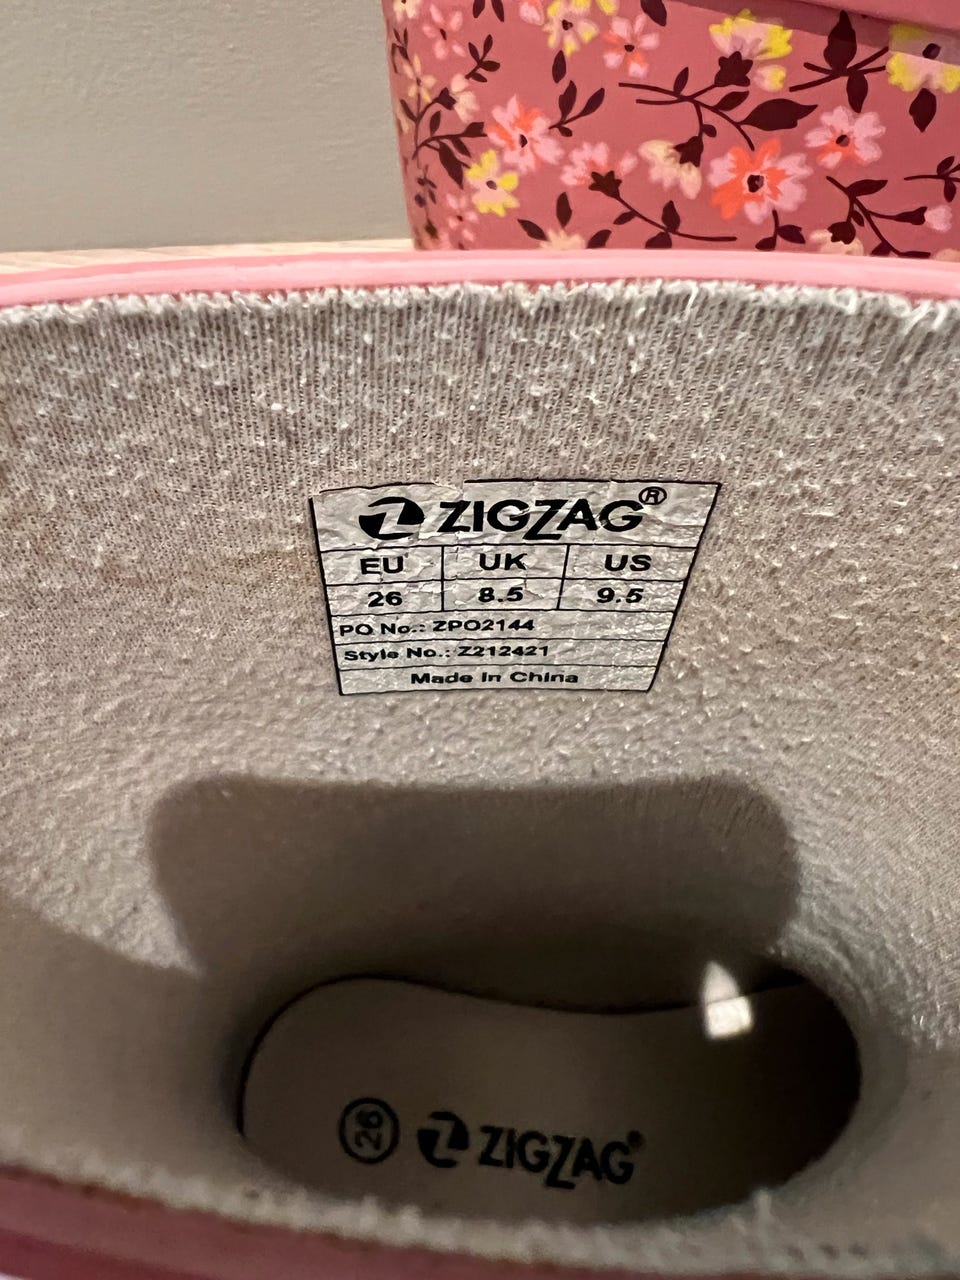 ZIGZAG®
EU UK US
26 8.5 9.5
PO No.: ZPO2144
Style No.: Z212421
Made in China
26 ZIGZAG®